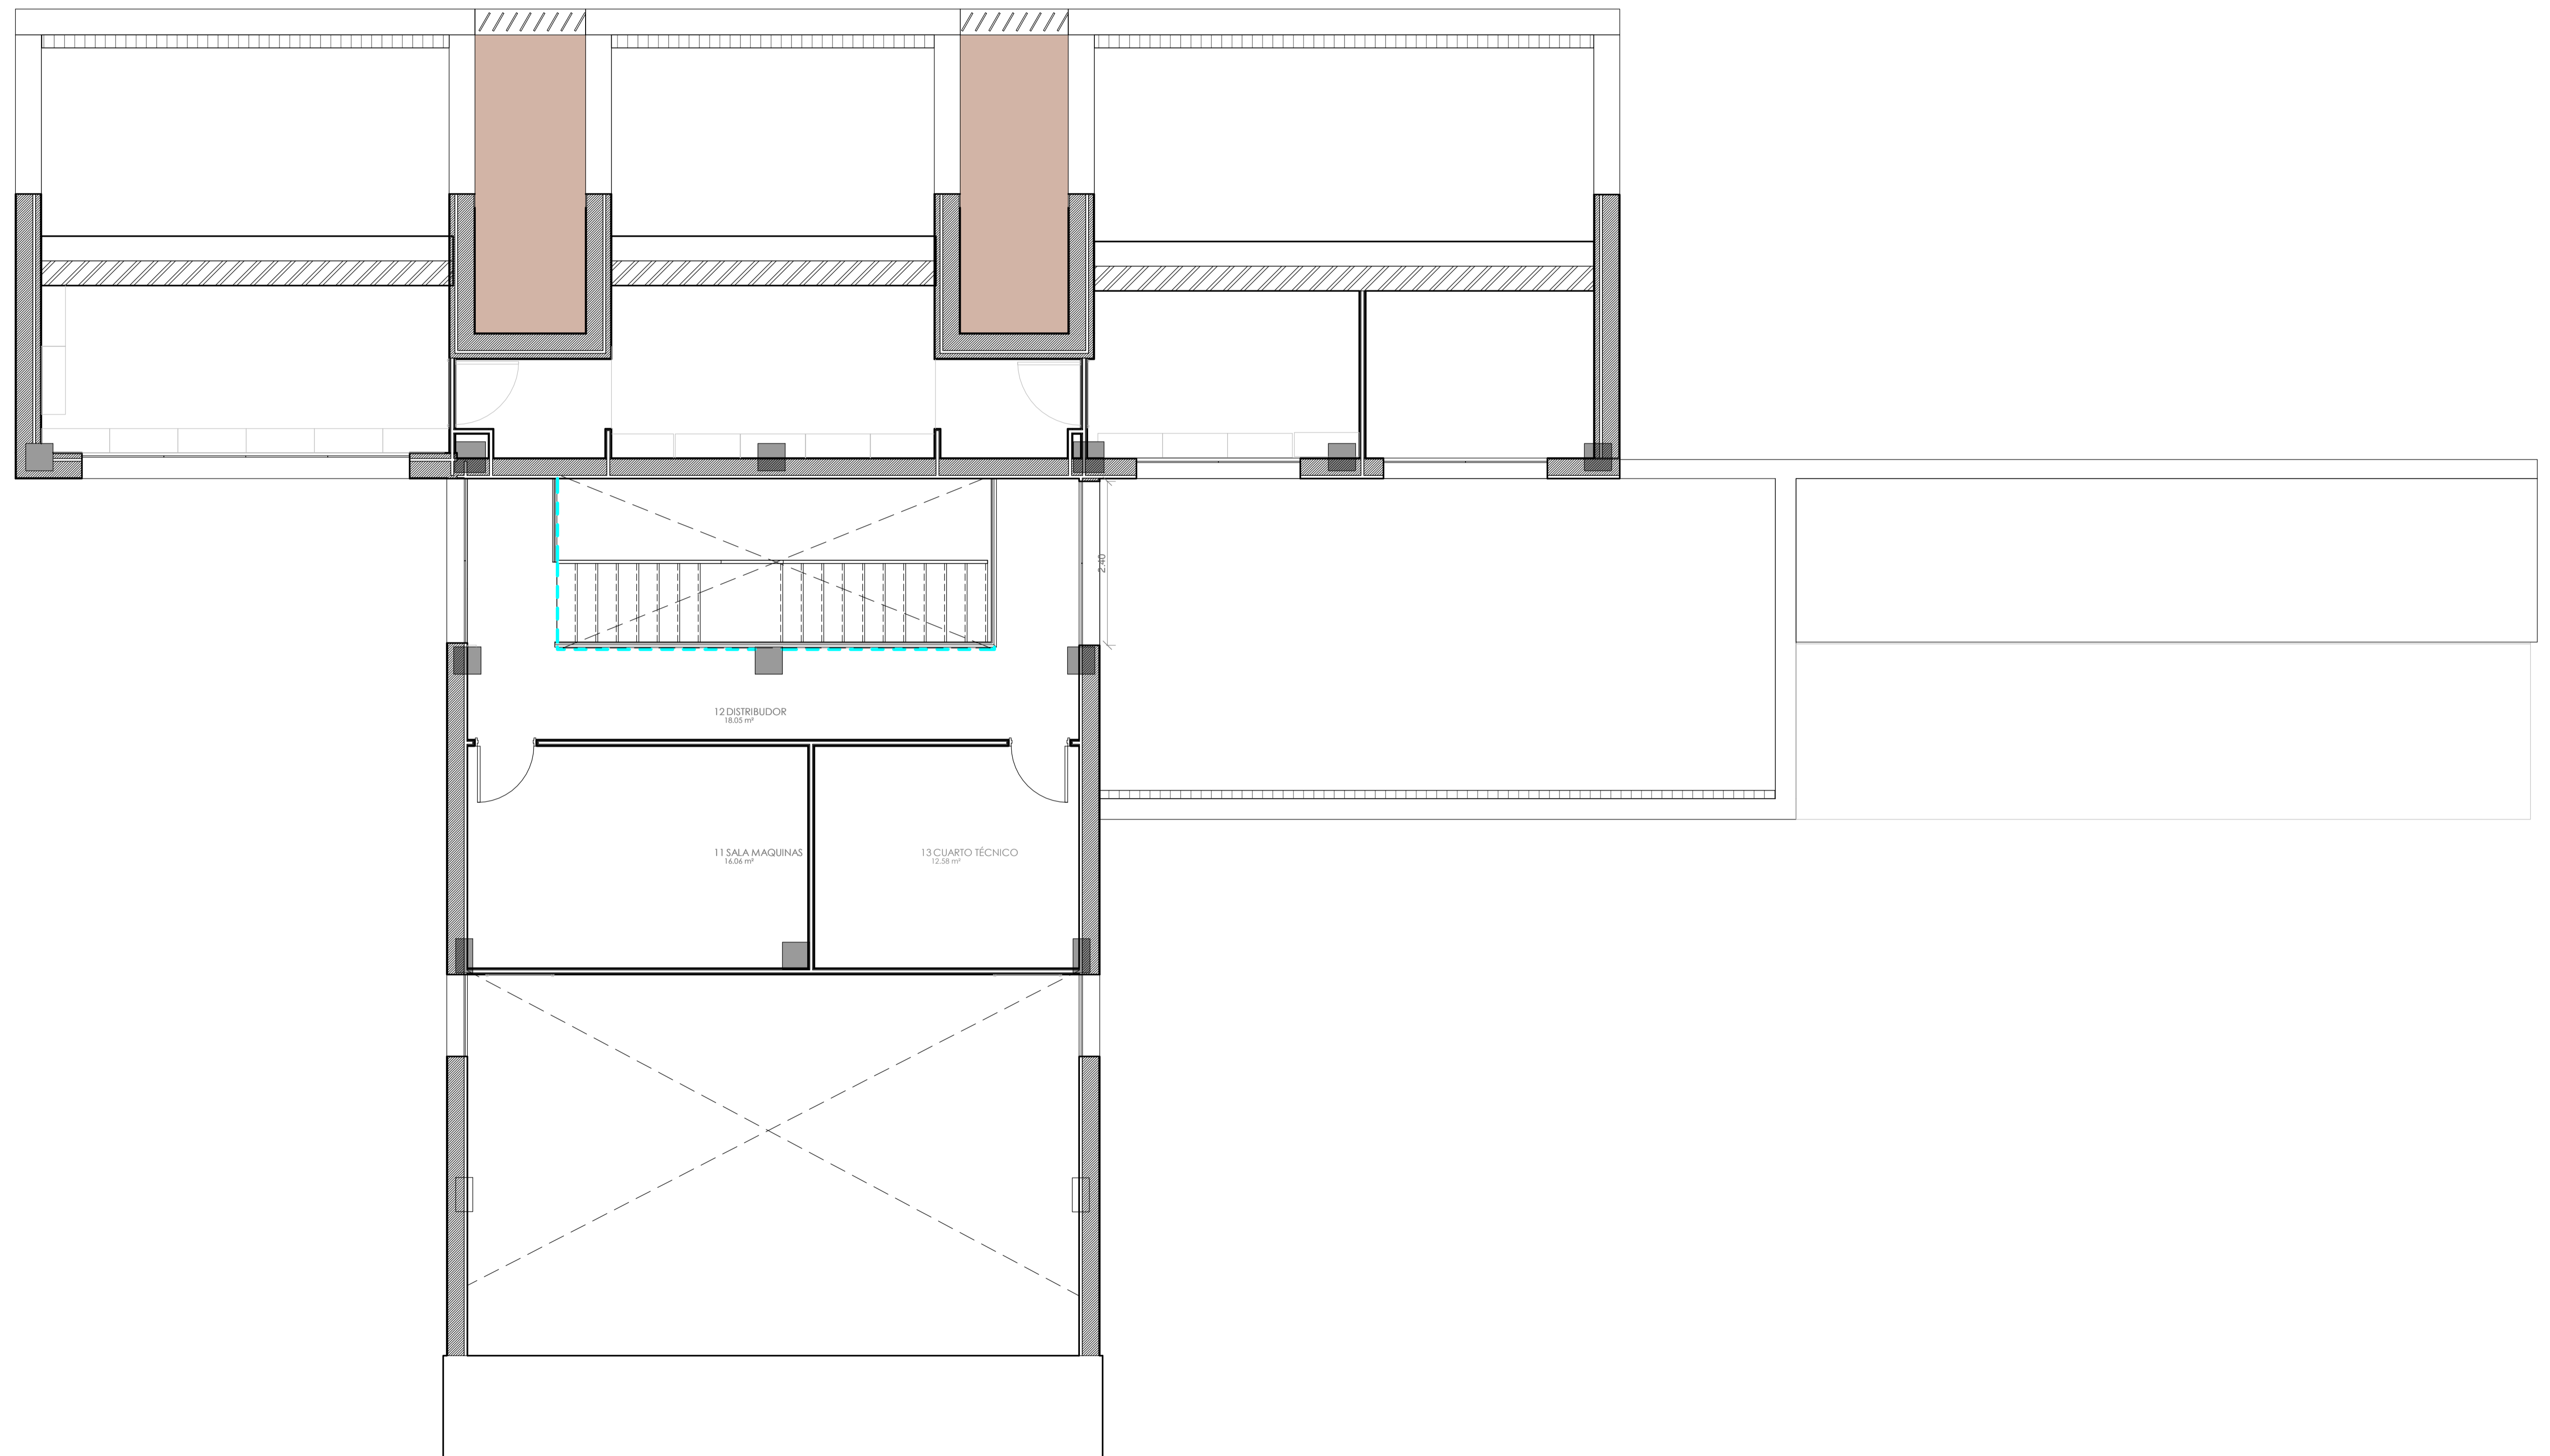 2.40
12 DISTRIBUDOR
18.05 m²
11 SALA MAQUINAS
16.06 m²
13 CUARTO TÉCNICO
12.58 m²